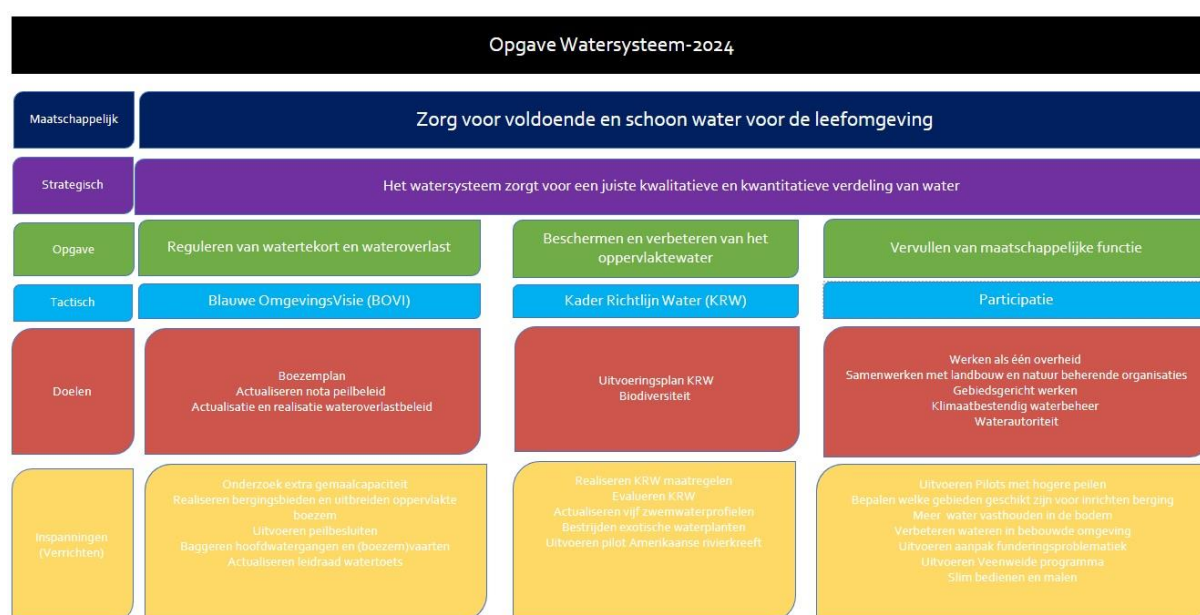 Opgave Watersysteem-2024
Maatschappelijk
Zorg voor voldoende en schoon water voor de leefomgeving
Strategisch
Het watersysteem zorgt voor een juiste kwalitatieve en kwantitatieve verdeling van water
Opgave
Reguleren van watertekort en wateroverlast
Beschermen en verbeteren van het
oppervlaktewater
Vervullen van maatschappelijke functie
Tactisch
Blauwe OmgevingsVisie (BOVI)
Kader Richtlijn Water (KRW)
Participatie
Doelen
Boezemplan
Actualiseren nota peilbeleid
Actualisatie en realisatie wateroverlastbeleid
Uitvoeringsplan KRW
Biodiversiteit
Werken als één overheid
Samenwerken met landbouw en natuur beherende organisaties
Gebiedsgericht werken
Klimaatbestendig waterbeheer
Waterautoriteit
Inspanningen
(Verrichten)
Onderzoek extra gemaalcapaciteit
Realiseren bergingsbieden en uitbreiden oppervlakte
boezem
Uitvoeren peilbesluiten
Baggeren hoofdwatergangen en (boezem)vaarten
Actualiseren leidraad watertoets
Realiseren KRW maatregelen
Evalueren KRW
Actualiseren vijf zwemwaterprofielen
Bestrijden exotische waterplanten
Uitvoeren pilot Amerikaanse rivierkreeft
Uitvoeren Pilots met hogere peilen
Bepalen welke gebieden geschikt zijn voor inrichten berging
Meer water vasthouden in de bodem
Verbeteren wateren in bebouwde omgeving
Uitvoeren aanpak funderingsproblematiek
Uitvoeren Veenweide programma
Slim bedienen en malen